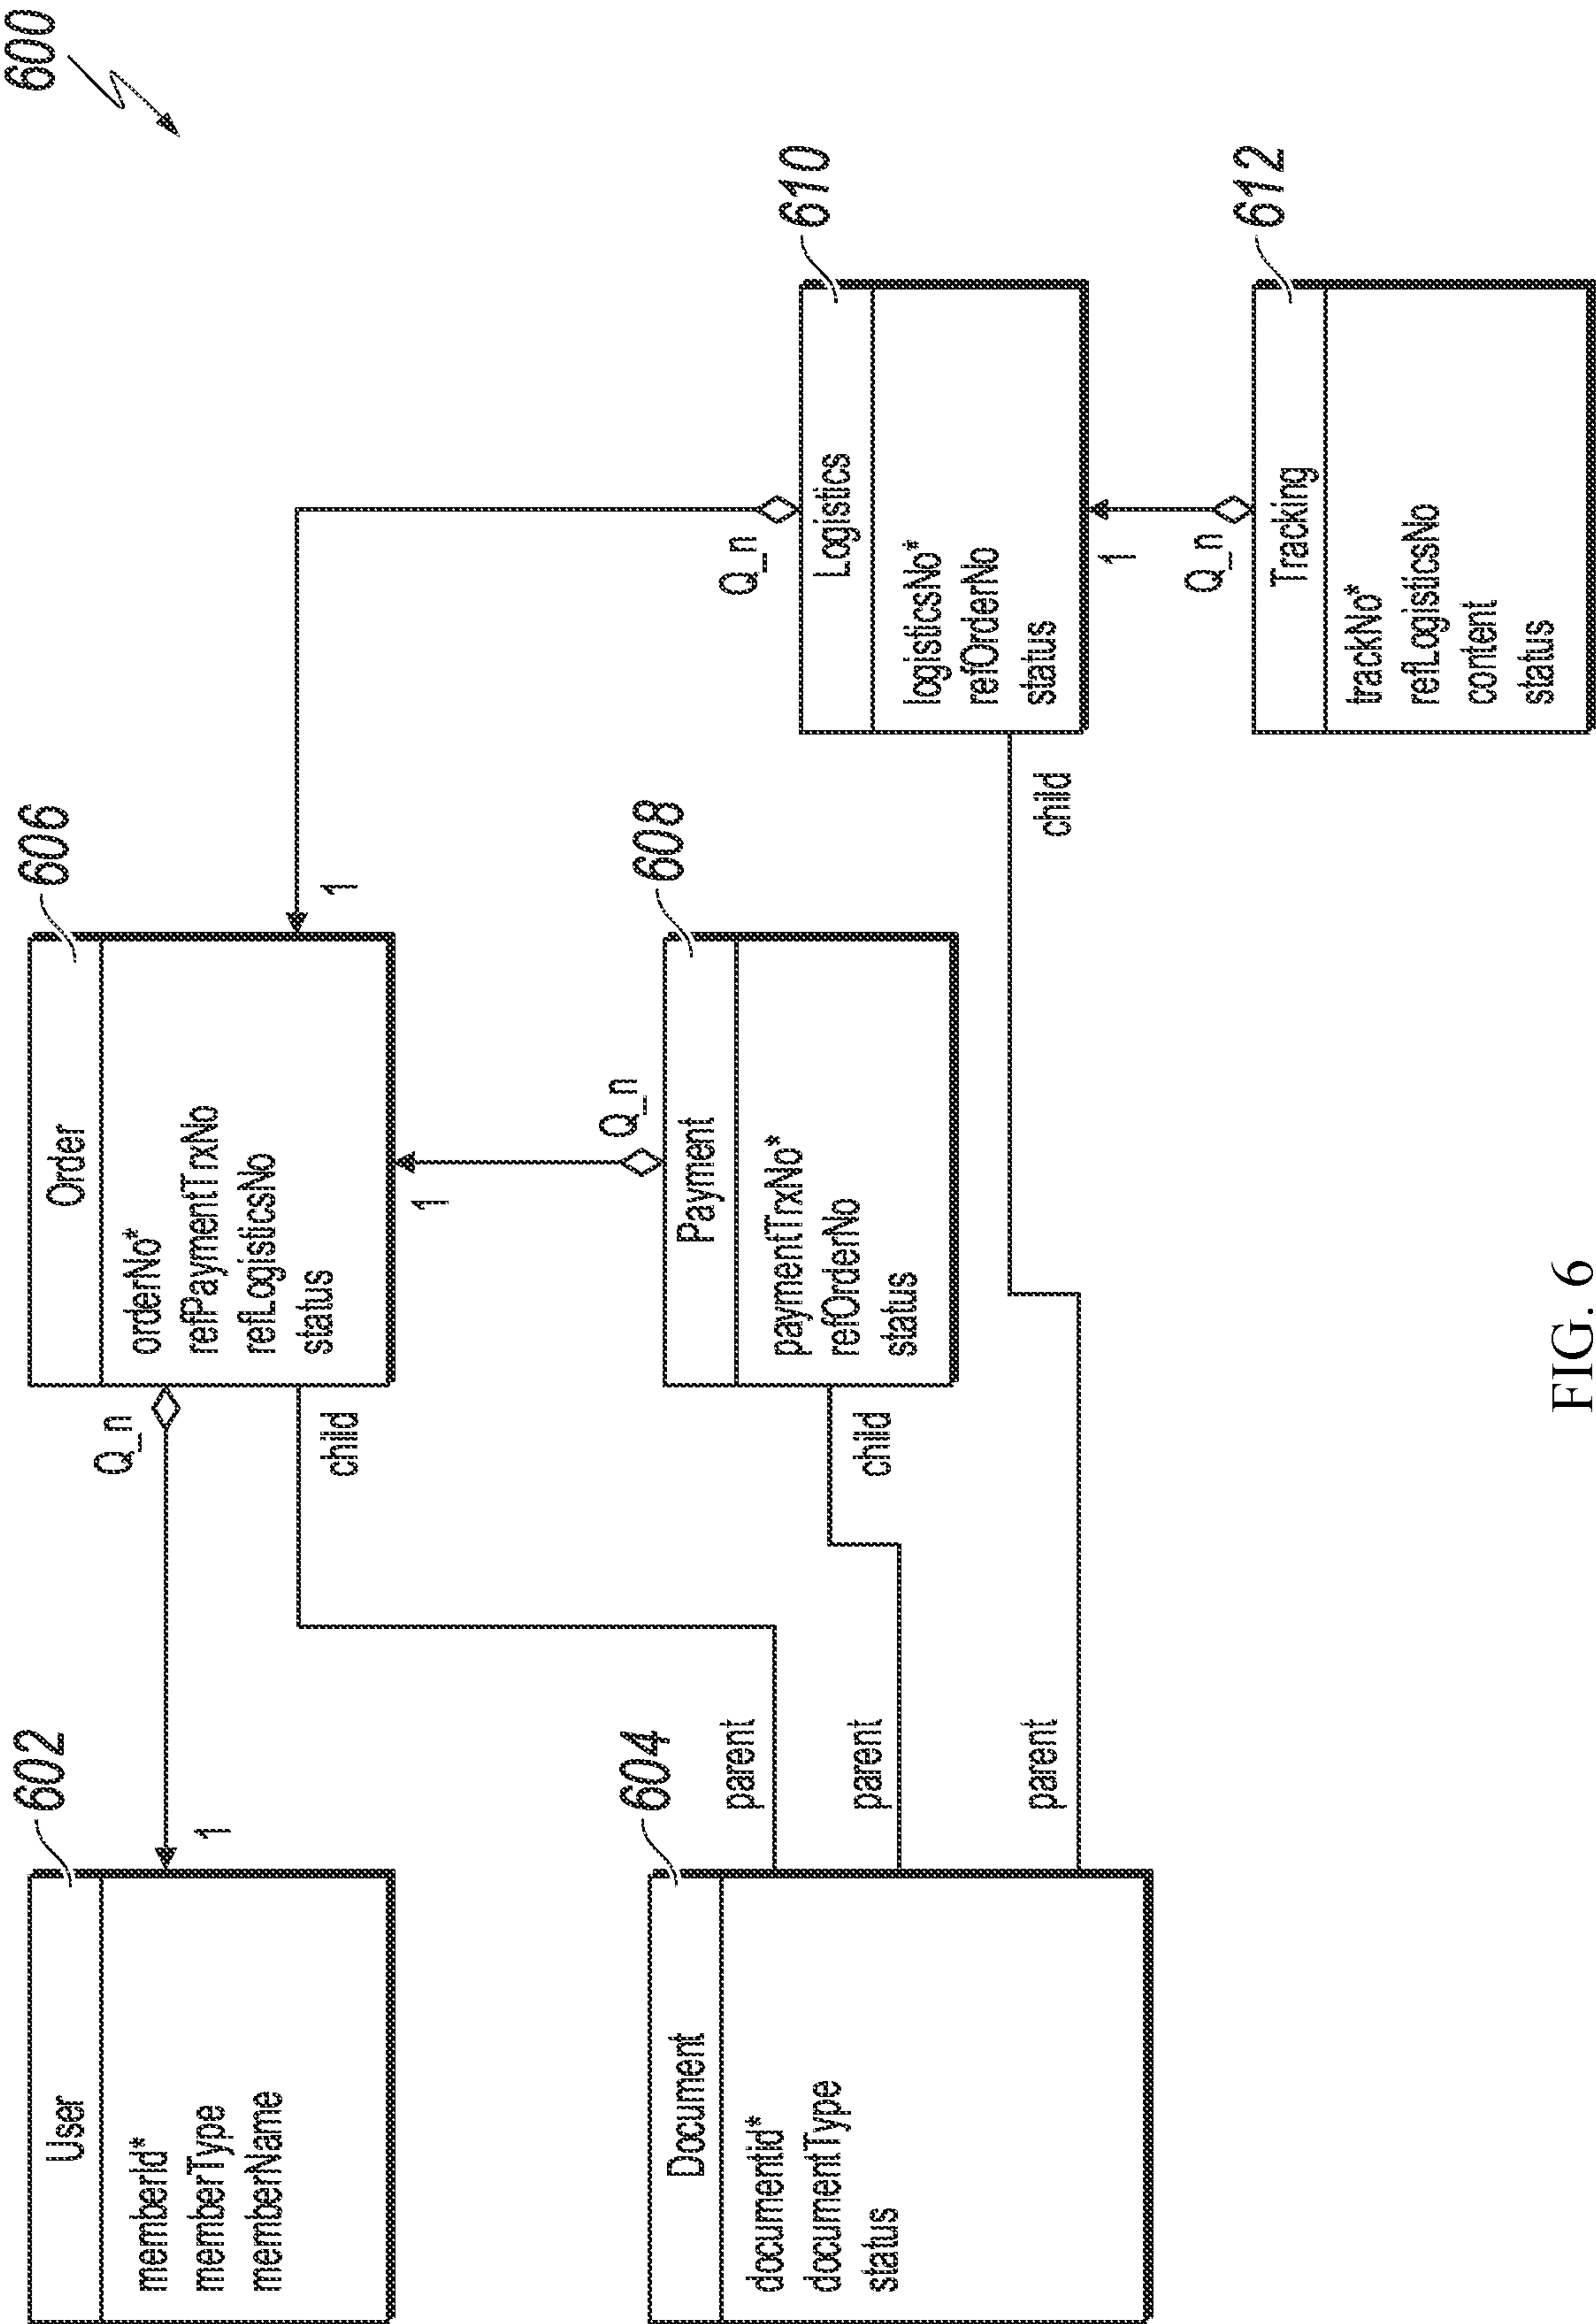 600
602
User
memberId*
memberType
memberName
1
Q_n
606
Order
orderNo*
refPaymentTrxNo
refLogisticsNo
status
1
child
1
Q_n
604
Document
documentid*
documentType
status
parent
parent
parent
608
Payment
paymentTrxNo*
refOrderNo
status
child
Q_n
610
Logistics
logisticsNo*
refOrderNo
status
child
1
Q_n
612
Tracking
trackNo*
refLogisticsNo
content
status
FIG. 6